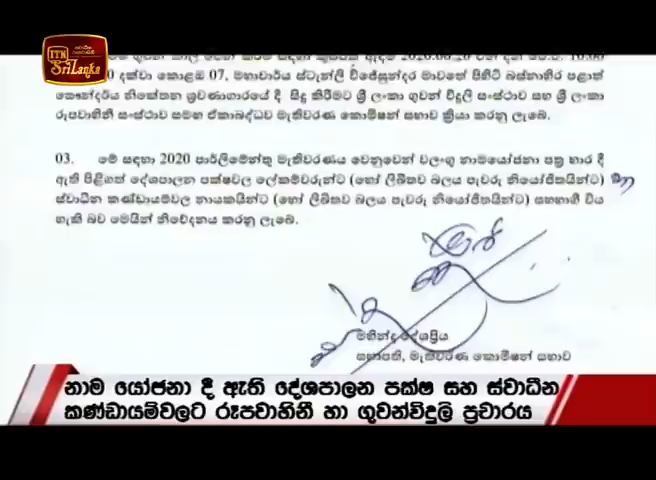 ITN
Sri Lanka
දක්වා කොළඹ 07, මහාචාර්ය ස්ටැන්ලි විජේසුන්දර මාවතේ පිහිටි බස්නාහිර පළාත්
සෞන්දර්ය නිකේතන ශ්‍රවණාගාරයේ දී සිදු කිරීමට ශ්‍රී ලංකා ගුවන් විදුලි සංස්ථාව සහ ශ්‍රී ලංකා
රූපවාහිනී සංස්ථාව සමඟ ඒකාබද්ධව මැතිවරණ කොමිෂන් සභාව ක්‍රියා කරනු ලැබේ.
03. මේ සඳහා 2020 පාර්ලිමේන්තු මැතිවරණය වෙනුවෙන් වලංගු නාමයෝජනා පත්‍ර භාර දී
ඇති පිළිගත් දේශපාලන පක්ෂවල ලේකම්වරුන්ට (හෝ ලිඛිතව බලය පැවරූ නියෝජිතයින්ට)
ස්වාධීන කණ්ඩායම්වල නායකයින්ට (හෝ ලිඛිතව බලය පැවරූ නියෝජිතයින්ට) සහභාගී විය
හැකි බව මෙයින් නිවේදනය කරනු ලැබේ.
මහින්ද දේශප්‍රිය
සභාපති, මැතිවරණ කොමිෂන් සභාව
නාම යෝජනා දී ඇති දේශපාලන පක්ෂ සහ ස්වාධීන
කණ්ඩායම්වලට රූපවාහිනී හා ගුවන්විදුලි ප්‍රචාරය